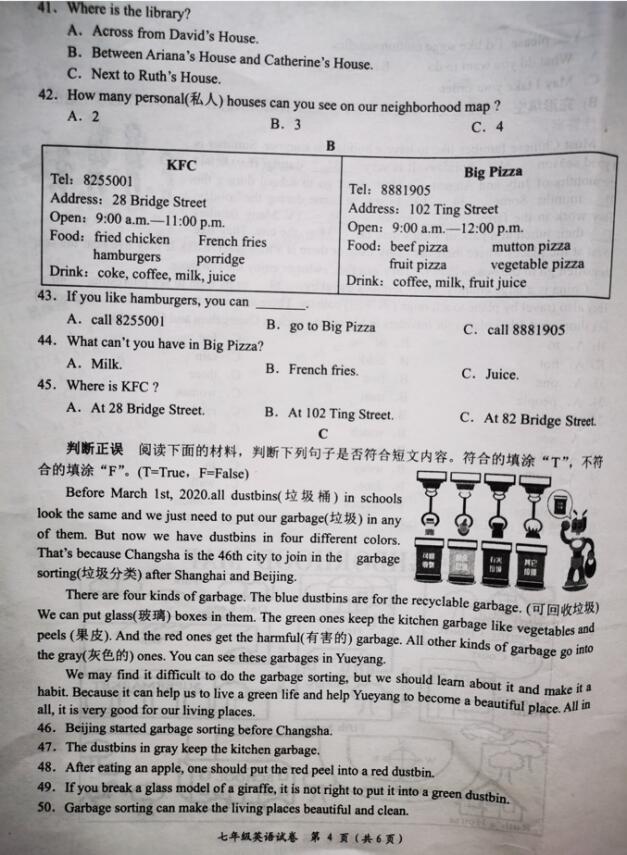 41. Where is the library?
A. Across from David's House.
B. Between Ariana's House and Catherine's House.
C. Next to Ruth's House.
42. How many personal(私人) houses can you see on our neighborhood map ?
A. 2 B. 3 C. 4
B
KFC
Tel: 8255001
Address: 28 Bridge Street
Open: 9:00 a.m.—11:00 p.m.
Food: fried chicken French fries
hamburgers porridge
Drink: coke, coffee, milk, juice
Big Pizza
Tel: 8881905
Address: 102 Ting Street
Open: 9:00 a.m.—12:00 p.m.
Food: beef pizza mutton pizza
fruit pizza vegetable pizza
Drink: coffee, milk, fruit juice
43. If you like hamburgers, you can ______.
A. call 8255001 B. go to Big Pizza C. call 8881905
44. What can't you have in Big Pizza?
A. Milk. B. French fries. C. Juice.
45. Where is KFC ?
A. At 28 Bridge Street. B. At 102 Ting Street. C. At 82 Bridge Street.
C
判断正误 阅读下面的材料，判断下列句子是否符合短文内容。符合的填涂“T”，不符
合的填涂“F”。(T=True，F=False)
Before March 1st, 2020.all dustbins(垃圾桶) in schools
look the same and we just need to put our garbage(垃圾) in any
of them. But now we have dustbins in four different colors.
That's because Changsha is the 46th city to join in the garbage
sorting(垃圾分类) after Shanghai and Beijing.
There are four kinds of garbage. The blue dustbins are for the recyclable garbage. (可回收垃圾)
We can put glass(玻璃) boxes in them. The green ones keep the kitchen garbage like vegetables and
peels (果皮). And the red ones get the harmful(有害的) garbage. All other kinds of garbage go into
the gray(灰色的) ones. You can see these garbages in Yueyang.
We may find it difficult to do the garbage sorting, but we should learn about it and make it a
habit. Because it can help us to live a green life and help Yueyang to become a beautiful place. All in
all, it is very good for our living places.
46. Beijing started garbage sorting before Changsha.
47. The dustbins in gray keep the kitchen garbage.
48. After eating an apple, one should put the red peel into a red dustbin.
49. If you break a glass model of a giraffe, it is not right to put it into a green dustbin.
50. Garbage sorting can make the living places beautiful and clean.
七年级英语试卷 第 4 页（共 6 页）